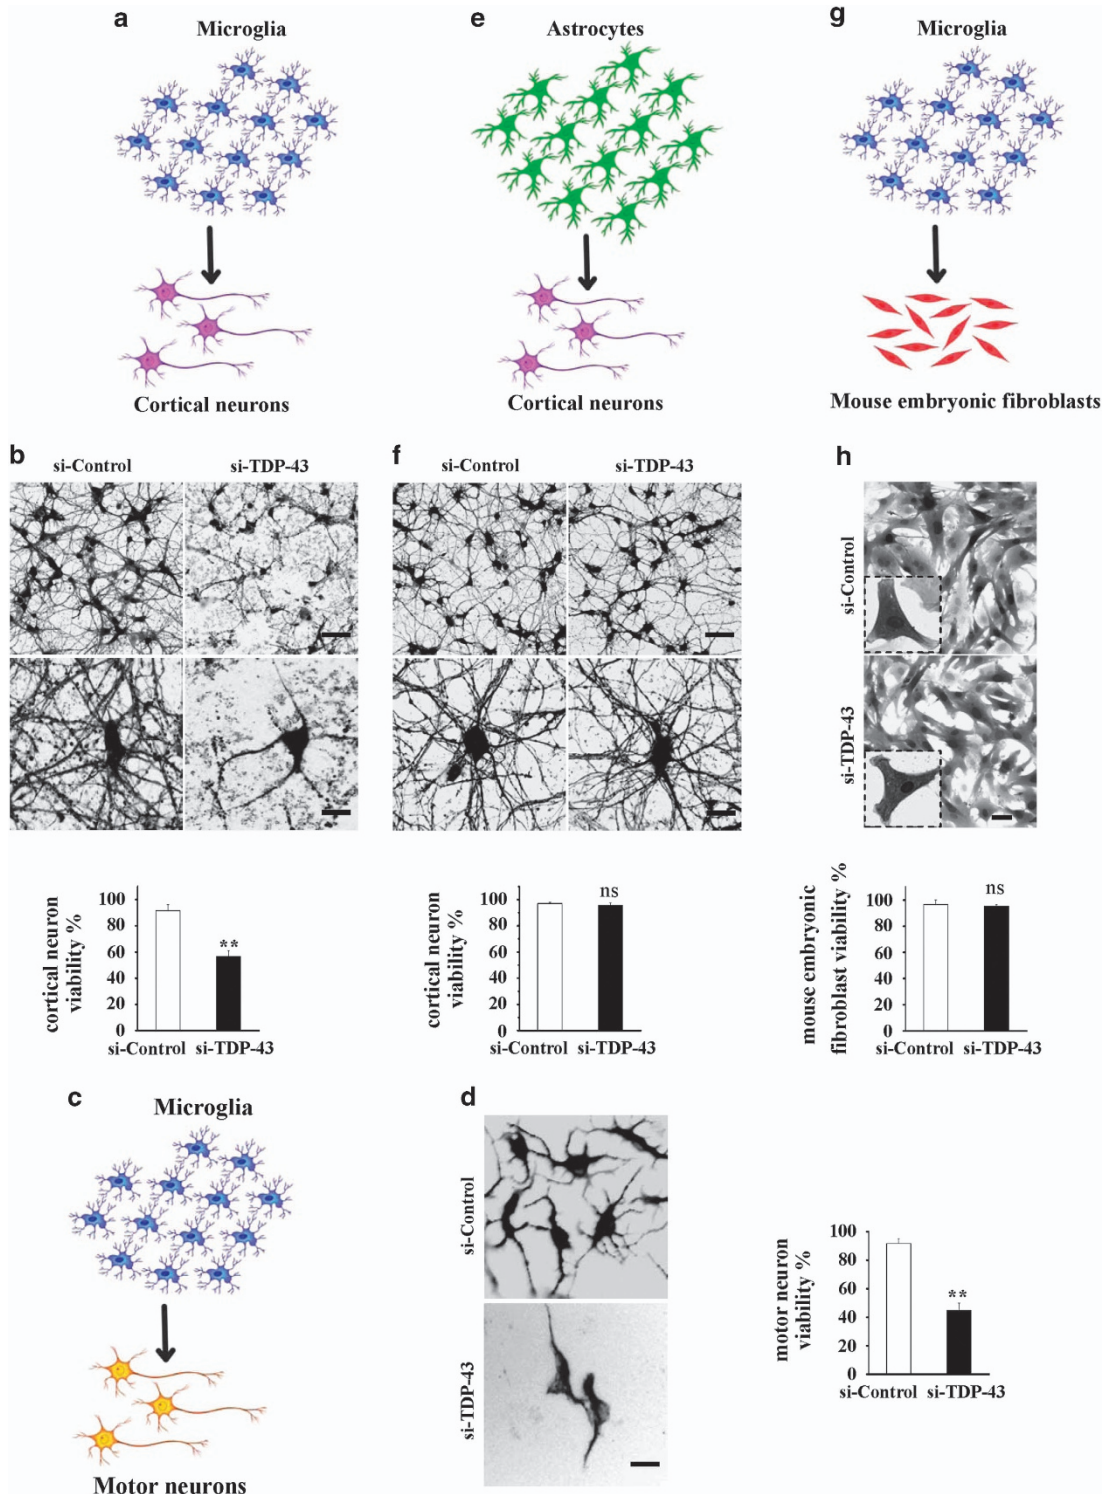 a
Microglia
Cortical neurons
e
Astrocytes
Cortical neurons
g
Microglia
Mouse embryonic fibroblasts
b
si-Control
si-TDP-43
f
si-Control
si-TDP-43
h
si-Control
si-TDP-43
cortical neuron
viability %
100
80
60
40
20
0
**
si-Control
si-TDP-43
cortical neuron
viability %
100
80
60
40
20
0
ns
si-Control
si-TDP-43
mouse embryonic
fibroblast viability %
100
80
60
40
20
0
ns
si-Control
si-TDP-43
c
Microglia
Motor neurons
d
si-Control
si-TDP-43
motor neuron
viability %
100
80
60
40
20
0
**
si-Control
si-TDP-43